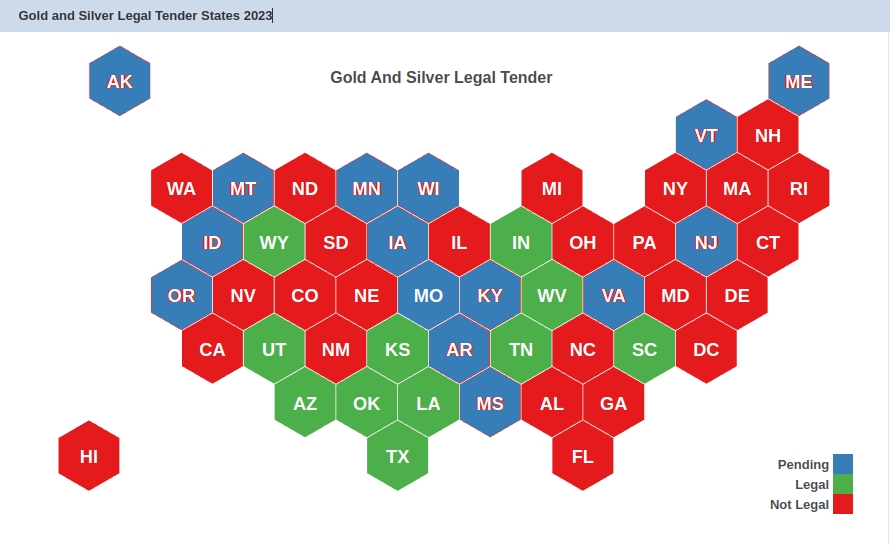 Gold and Silver Legal Tender States 2023
AK
Gold And Silver Legal Tender
ME
VT NH
WA MT ND MN WI MI NY MA RI
ID WY SD IA IL IN OH PA NJ CT
OR NV CO NE MO KY WV VA MD DE
CA UT NM KS AR TN NC SC DC
AZ OK LA MS AL GA
HI TX FL
Pending
Legal
Not Legal